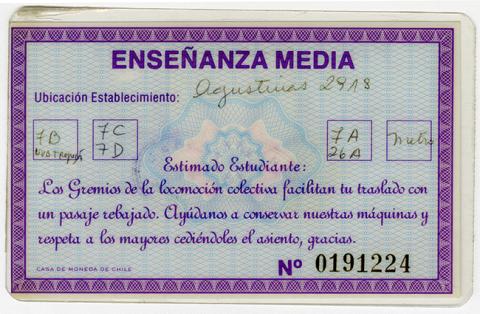 ENSEÑANZA MEDIA
Ubicación Establecimiento: Agustinas 2918
7B
7C
7D
7A
26A
Metro
Estimado Estudiante:
Los Gremios de la locomoción colectiva facilitan tu traslado con
un pasaje rebajado. Ayúdanos a conservar nuestras máquinas y
respeta a los mayores cediéndoles el asiento, gracias.
CASA DE MONEDA DE CHILE
Nº 0191224